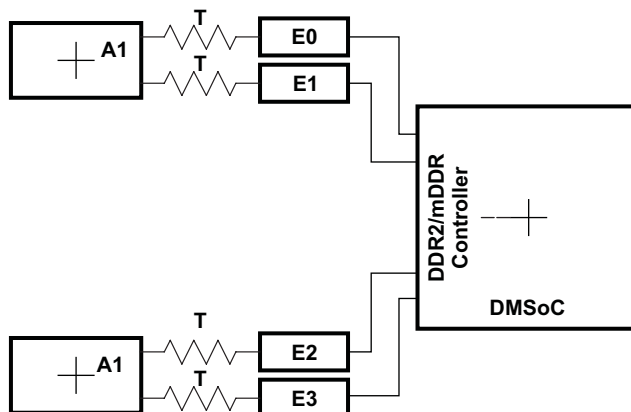 T
A1
E0
T
E1
DDR2/mDDR
Controller
DMSoC
T
A1
E2
T
E3